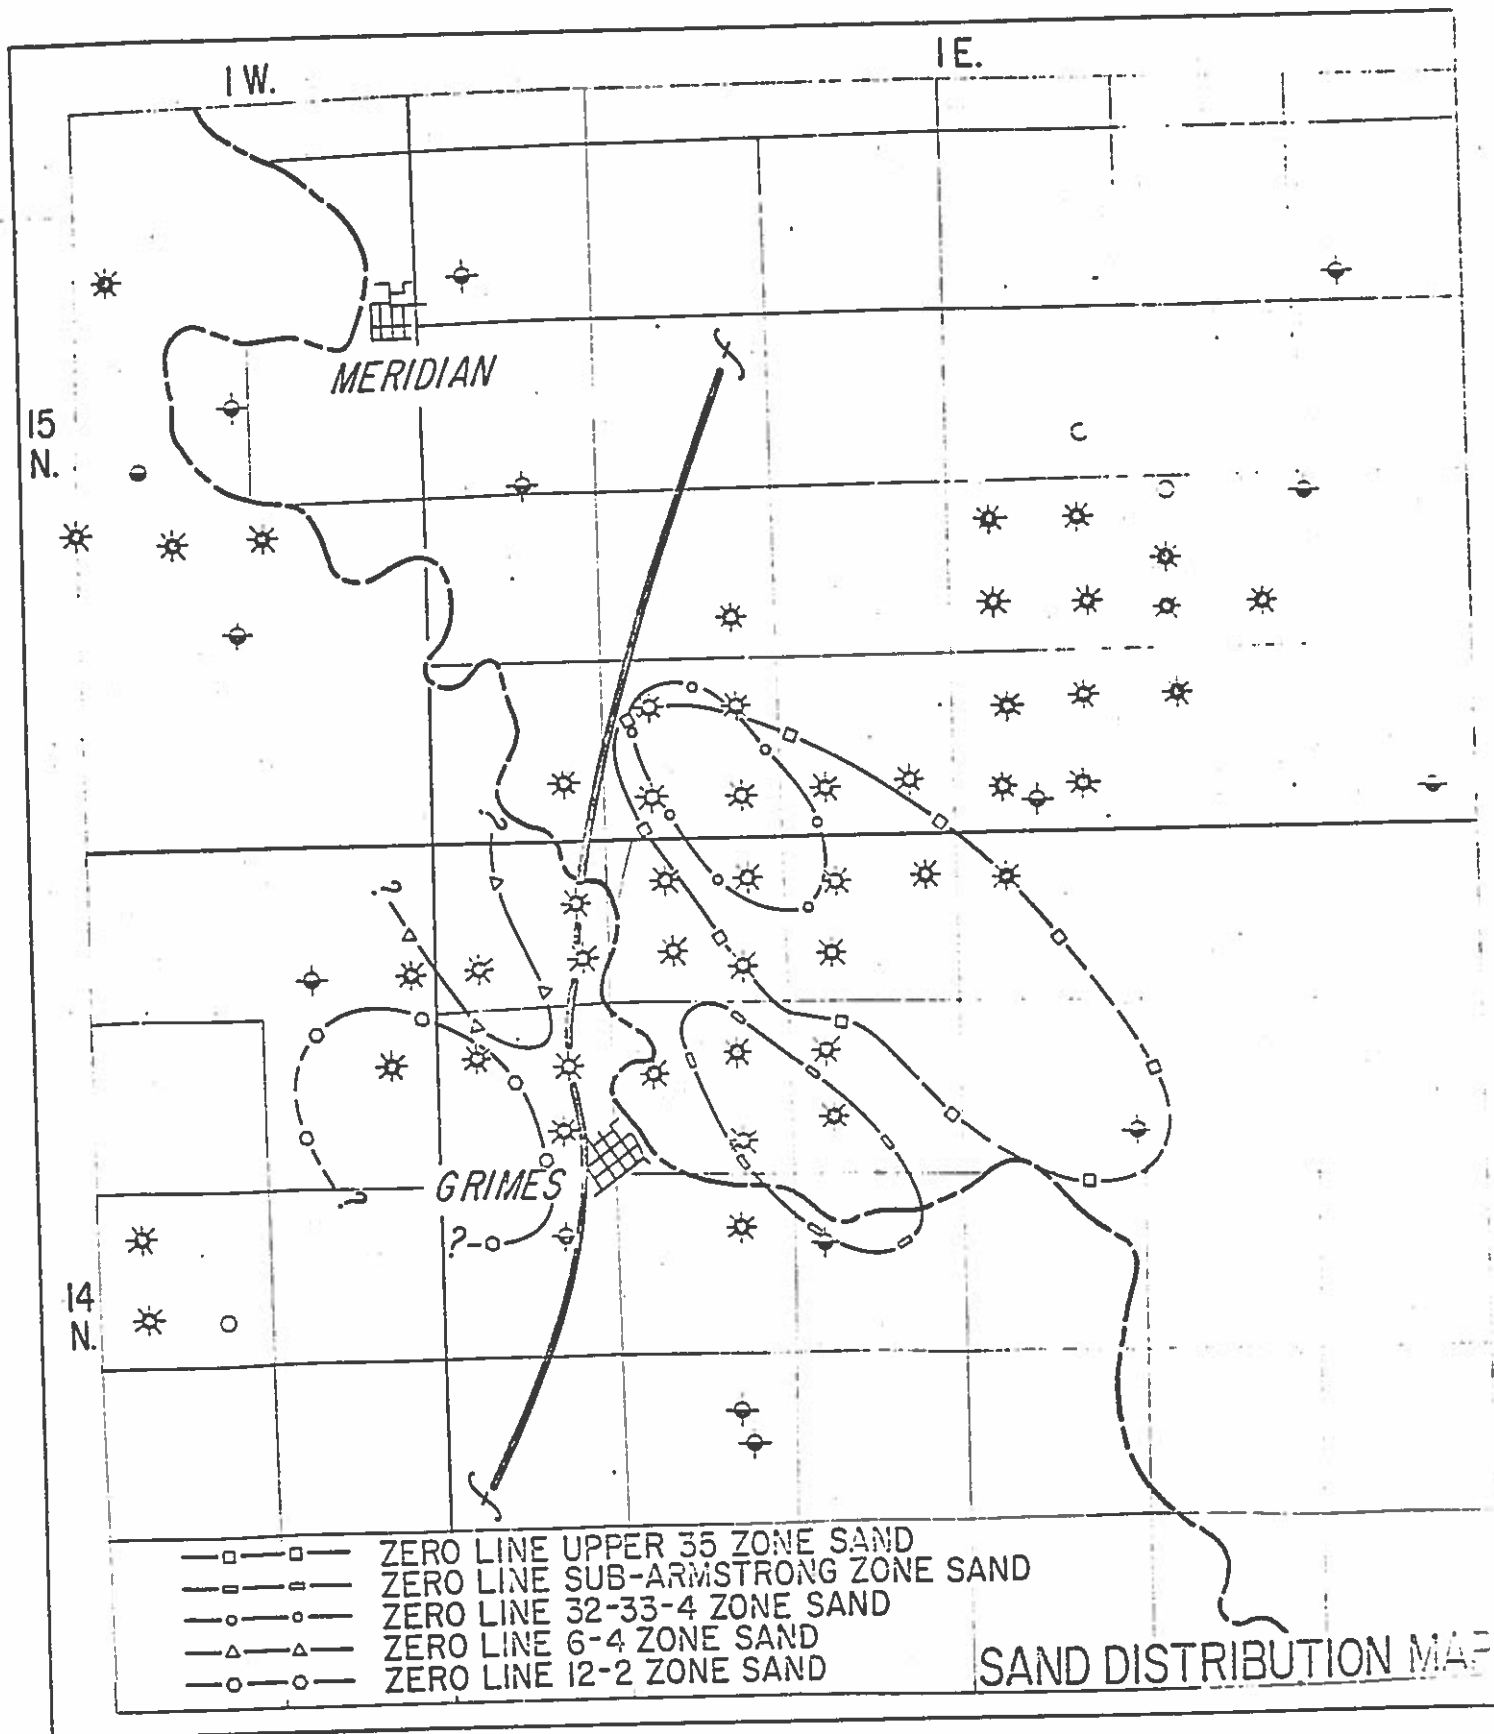 1 W.
1 E.
MERIDIAN
15
N.
?
?
GRIMES
?
?
14
N.
ZERO LINE UPPER 35 ZONE SAND
ZERO LINE SUB-ARMSTRONG ZONE SAND
ZERO LINE 32-33-4 ZONE SAND
ZERO LINE 6-4 ZONE SAND
ZERO LINE 12-2 ZONE SAND
SAND DISTRIBUTION MAP